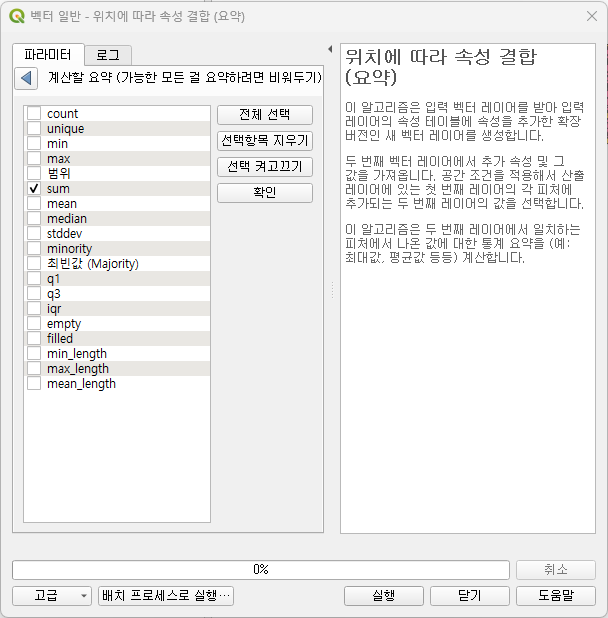 벡터 일반 - 위치에 따라 속성 결합 (요약)
파라미터
로그
계산할 요약 (가능한 모든 걸 요약하려면 비워두기)
count
unique
min
max
범위
sum
mean
median
stddev
minority
최빈값 (Majority)
q1
q3
iqr
empty
filled
min_length
max_length
mean_length
전체 선택
선택항목 지우기
선택 켜고끄기
확인
위치에 따라 속성 결합
(요약)
이 알고리즘은 입력 벡터 레이어를 받아 입력
레이어의 속성 테이블에 속성을 추가한 확장
버전인 새 벡터 레이어를 생성합니다.
두 번째 벡터 레이어에서 추가 속성 및 그
값을 가져옵니다. 공간 조건을 적용해서 산출
레이어에 있는 첫 번째 레이어의 각 피처에
추가되는 두 번째 레이어의 값을 선택합니다.
이 알고리즘은 두 번째 레이어에서 일치하는
피처에서 나온 값에 대한 통계 요약을 (예:
최대값, 평균값 등등) 계산합니다.
0%
취소
고급
배치 프로세스로 실행…
실행
닫기
도움말